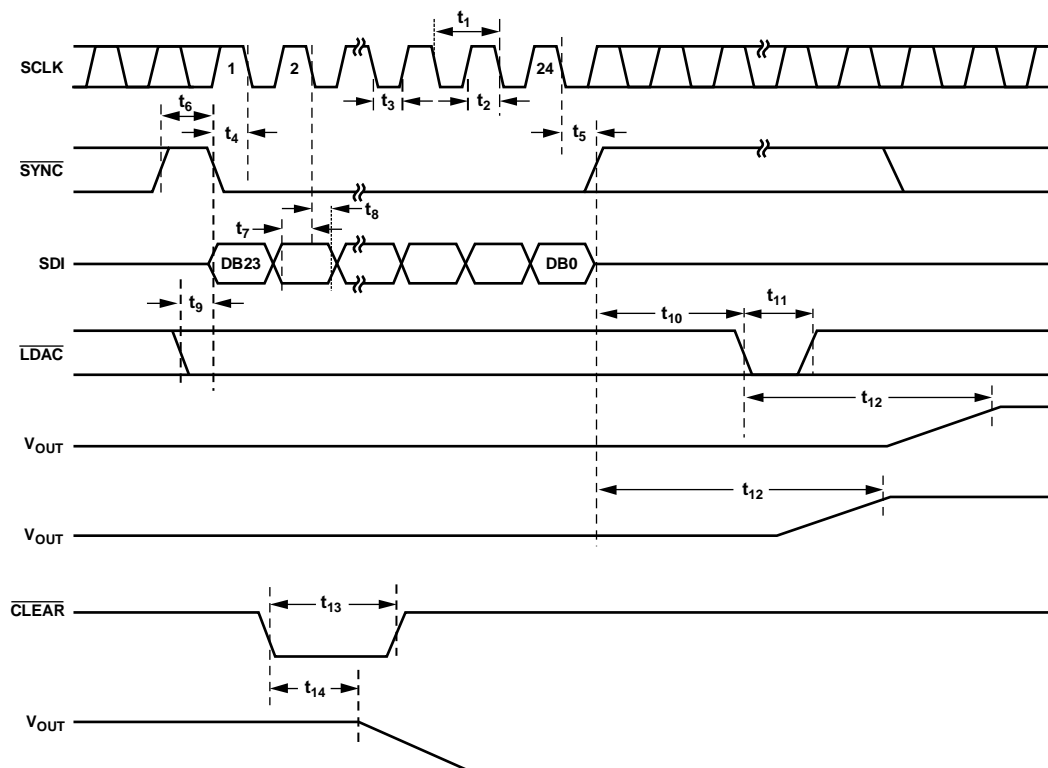 t1
SCLK
1
2
24
t3
t2
t6
t4
t5
SYNC
t8
t7
SDI
DB23
DB0
t9
t10
t11
LDAC
t12
VOUT
t12
VOUT
CLEAR
t13
t14
VOUT